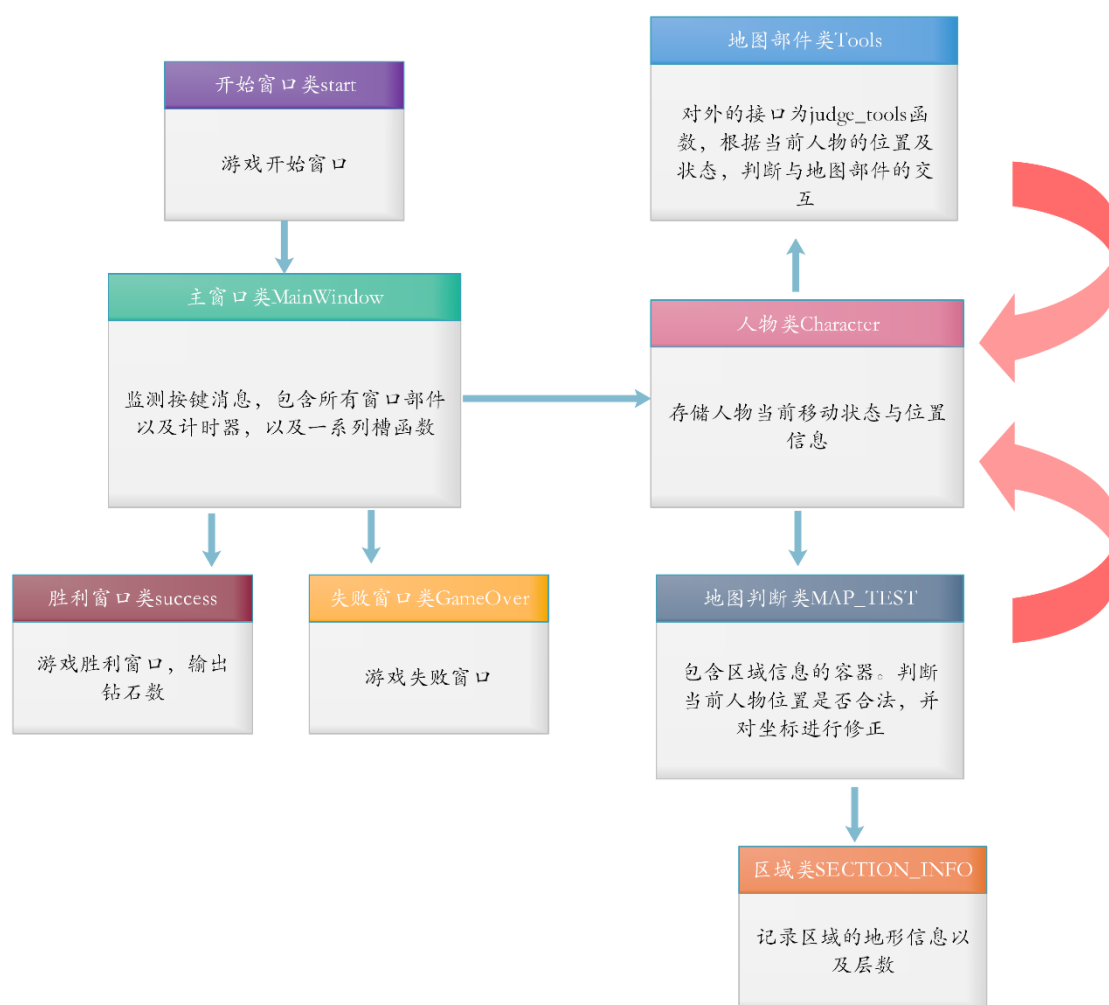 开始窗口类start
游戏开始窗口
主窗口类MainWindow
监测按键消息，包含所有窗口部件
以及计时器，以及一系列槽函数
胜利窗口类success
游戏胜利窗口，输出
钻石数
失败窗口类GameOver
游戏失败窗口
地图部件类Tools
对外的接口为judge_tools函
数，根据当前人物的位置及
状态，判断与地图部件的交
互
人物类Character
存储人物当前移动状态与位置
信息
地图判断类MAP_TEST
包含区域信息的容器。判断
当前人物位置是否合法，并
对坐标进行修正
区域类SECTION_INFO
记录区域的地形信息以
及层数